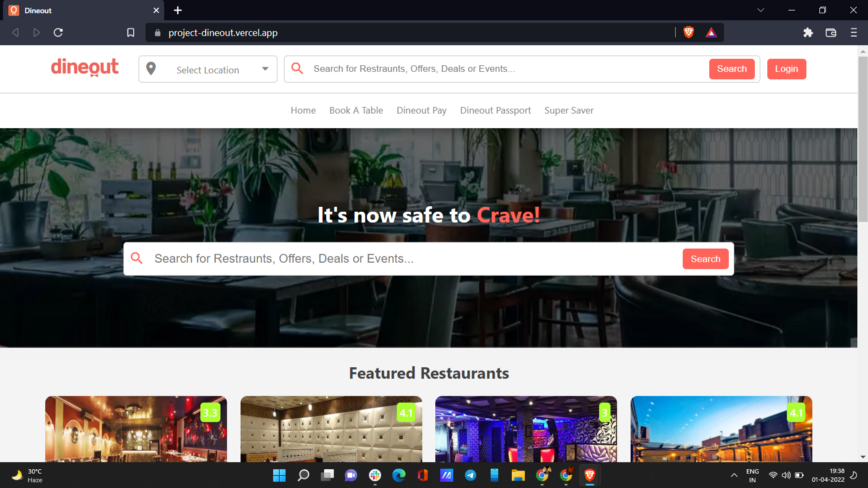 Dineout
project-dineout.vercel.app
dineout
Select Location
Search for Restraunts, Offers, Deals or Events...
Search
Login
Home
Book A Table
Dineout Pay
Dineout Passport
Super Saver
It's now safe to Crave!
Search for Restraunts, Offers, Deals or Events...
Search
Featured Restaurants
3.3
4.1
3
4.1
30°C
Haze
ENG
IN
19:38
01-04-2022